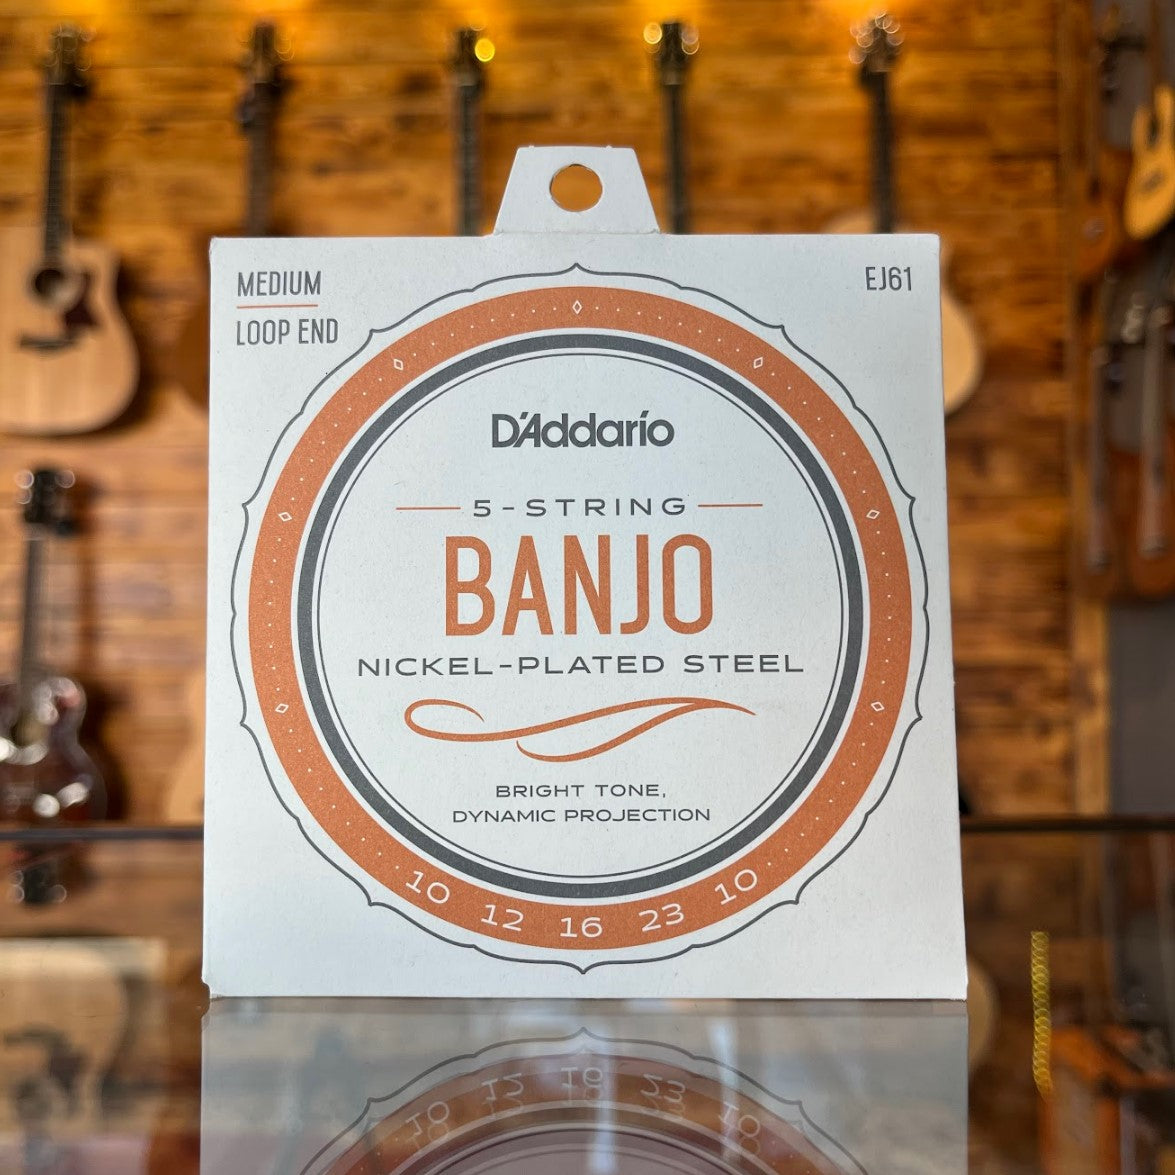 MEDIUM
LOOP END
EJ61
D'Addario
5-STRING
BANJO
NICKEL-PLATED STEEL
BRIGHT TONE,
DYNAMIC PROJECTION
10 12 16 23 10